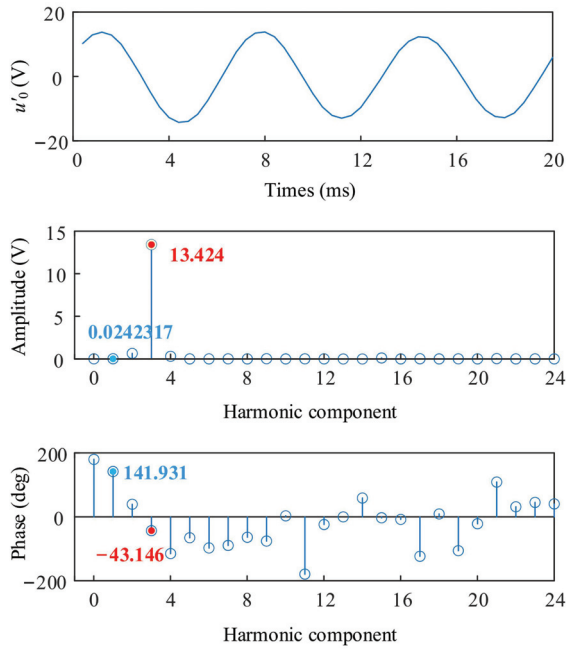 20
0
−20
u′0 (V)
0 4 8 12 16 20
Times (ms)
15
10
5
0
Amplitude (V)
13.424
0.0242317
0 4 8 12 16 20 24
Harmonic component
200
0
−200
Phase (deg)
141.931
−43.146
0 4 8 12 16 20 24
Harmonic component